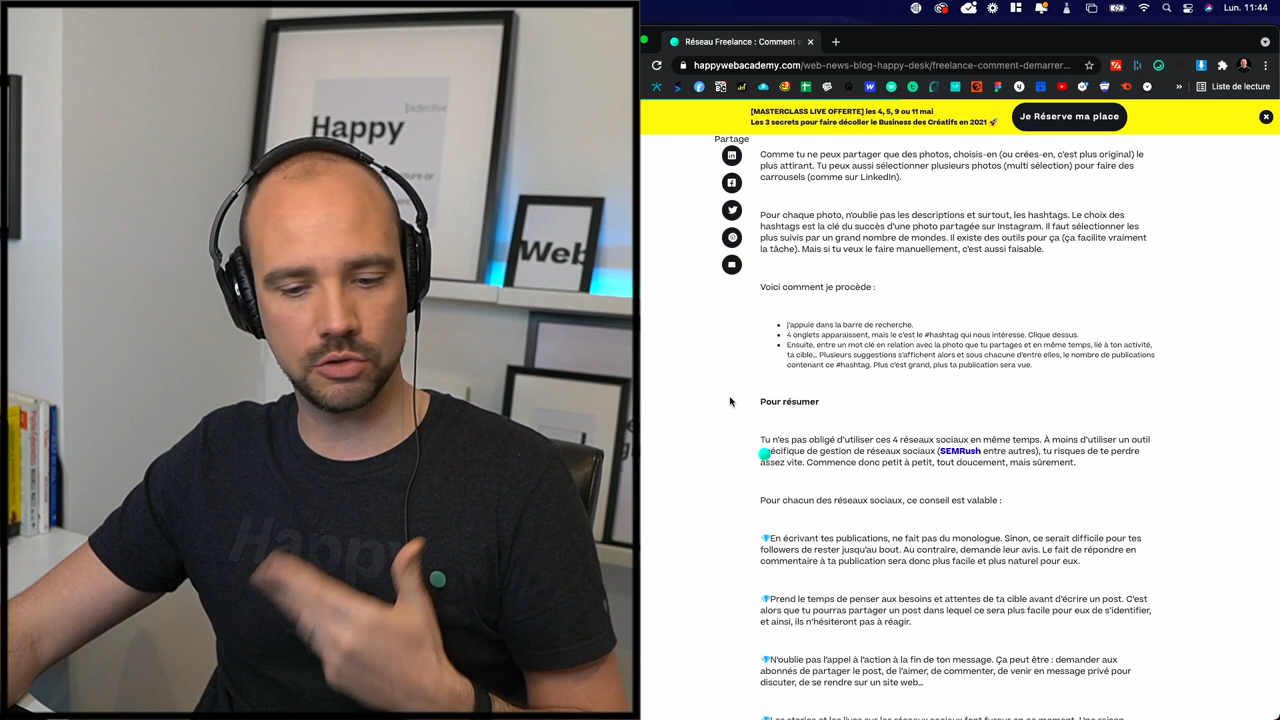 [adjective
Happy
easure or
Web
Happy
Lun. 11:44
Réseau Freelance : Comment d
happywebacademy.com/web-news-blog-happy-desk/freelance-comment-demarrer...
Liste de lecture
[MASTERCLASS LIVE OFFERTE] les 4, 5, 9 ou 11 mai
Les 3 secrets pour faire décoller le Business des Créatifs en 2021 🚀
Je Réserve ma place
Partage
Comme tu ne peux partager que des photos, choisis-en (ou crées-en, c'est plus original) le
plus attirant. Tu peux aussi sélectionner plusieurs photos (multi sélection) pour faire des
carrousels (comme sur LinkedIn).
Pour chaque photo, n'oublie pas les descriptions et surtout, les hashtags. Le choix des
hashtags est la clé du succès d'une photo partagée sur Instagram. Il faut sélectionner les
plus suivis par un grand nombre de mondes. Il existe des outils pour ça (ça facilite vraiment
la tâche). Mais si tu veux le faire manuellement, c'est aussi faisable.
Voici comment je procède :
• j'appuie dans la barre de recherche.
• 4 onglets apparaissent, mais le c'est le #hashtag qui nous intéresse. Clique dessus.
• Ensuite, entre un mot clé en relation avec la photo que tu partages et en même temps, lié à ton activité,
ta cible... Plusieurs suggestions s'affichent alors et sous chacune d'entre elles, le nombre de publications
contenant ce #hashtag. Plus c'est grand, plus ta publication sera vue.
Pour résumer
Tu n'es pas obligé d'utiliser ces 4 réseaux sociaux en même temps. À moins d'utiliser un outil
écifique de gestion de réseaux sociaux (SEMRush entre autres), tu risques de te perdre
assez vite. Commence donc petit à petit, tout doucement, mais sûrement.
Pour chacun des réseaux sociaux, ce conseil est valable :
💎En écrivant tes publications, ne fait pas du monologue. Sinon, ce serait difficile pour tes
followers de rester jusqu'au bout. Au contraire, demande leur avis. Le fait de répondre en
commentaire à ta publication sera donc plus facile et plus naturel pour eux.
💎Prend le temps de penser aux besoins et attentes de ta cible avant d'écrire un post. C'est
alors que tu pourras partager un post dans lequel ce sera plus facile pour eux de s'identifier,
et ainsi, ils n'hésiteront pas à réagir.
💎N'oublie pas l'appel à l'action à la fin de ton message. Ça peut être : demander aux
abonnés de partager le post, de l'aimer, de commenter, de venir en message privé pour
discuter, de se rendre sur un site web...